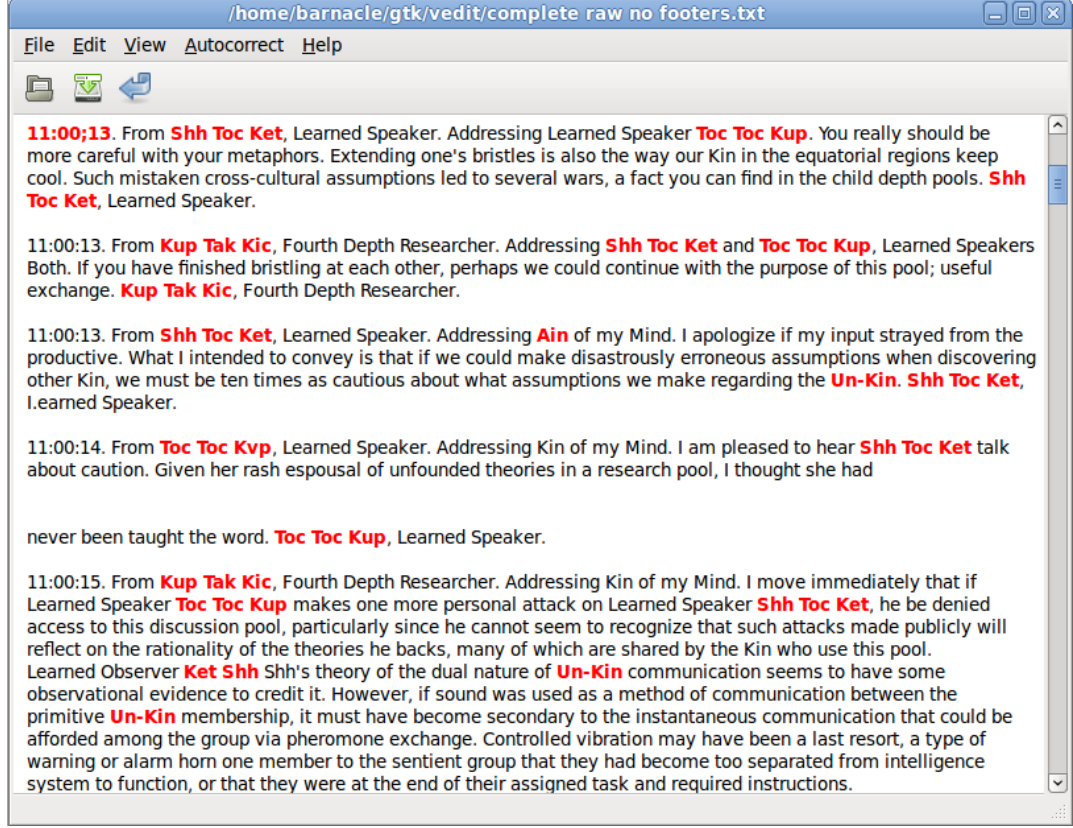 /home/barnacle/gtk/vedit/complete raw no footers.txt
File Edit View Autocorrect Help
11:00;13. From Shh Toc Ket, Learned Speaker. Addressing Learned Speaker Toc Toc Kup. You really should be
more careful with your metaphors. Extending one's bristles is also the way our Kin in the equatorial regions keep
cool. Such mistaken cross-cultural assumptions led to several wars, a fact you can find in the child depth pools. Shh
Toc Ket, Learned Speaker.
11:00:13. From Kup Tak Kic, Fourth Depth Researcher. Addressing Shh Toc Ket and Toc Toc Kup, Learned Speakers
Both. If you have finished bristling at each other, perhaps we could continue with the purpose of this pool; useful
exchange. Kup Tak Kic, Fourth Depth Researcher.
11:00:13. From Shh Toc Ket, Learned Speaker. Addressing Ain of my Mind. I apologize if my input strayed from the
productive. What I intended to convey is that if we could make disastrously erroneous assumptions when discovering
other Kin, we must be ten times as cautious about what assumptions we make regarding the Un-Kin. Shh Toc Ket,
I.earned Speaker.
11:00:14. From Toc Toc Kvp, Learned Speaker. Addressing Kin of my Mind. I am pleased to hear Shh Toc Ket talk
about caution. Given her rash espousal of unfounded theories in a research pool, I thought she had
never been taught the word. Toc Toc Kup, Learned Speaker.
11:00:15. From Kup Tak Kic, Fourth Depth Researcher. Addressing Kin of my Mind. I move immediately that if
Learned Speaker Toc Toc Kup makes one more personal attack on Learned Speaker Shh Toc Ket, he be denied
access to this discussion pool, particularly since he cannot seem to recognize that such attacks made publicly will
reflect on the rationality of the theories he backs, many of which are shared by the Kin who use this pool.
Learned Observer Ket Shh Shh's theory of the dual nature of Un-Kin communication seems to have some
observational evidence to credit it. However, if sound was used as a method of communication between the
primitive Un-Kin membership, it must have become secondary to the instantaneous communication that could be
afforded among the group via pheromone exchange. Controlled vibration may have been a last resort, a type of
warning or alarm horn one member to the sentient group that they had become too separated from intelligence
system to function, or that they were at the end of their assigned task and required instructions.